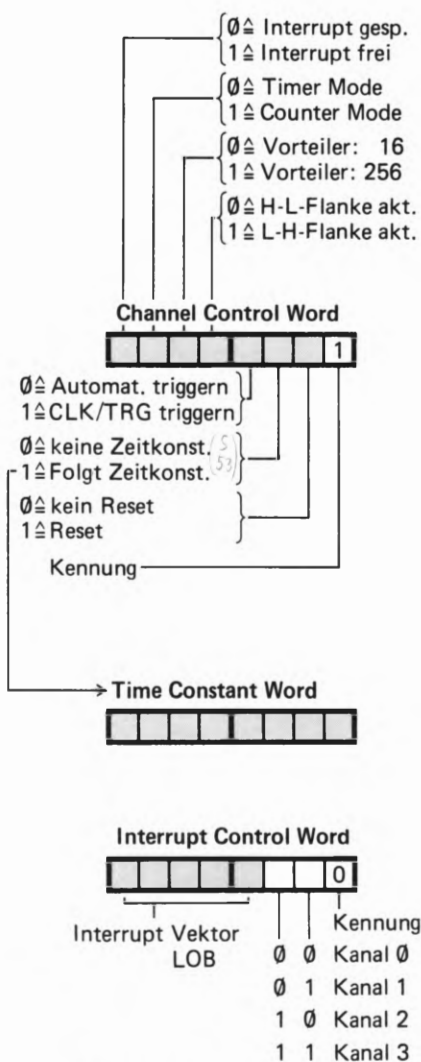 Ø≙ Interrupt gesp.
1≙ Interrupt frei
Ø≙ Timer Mode
1≙ Counter Mode
Ø≙ Vorteiler: 16
1≙ Vorteiler: 256
Ø≙ H-L-Flanke akt.
1≙ L-H-Flanke akt.
Channel Control Word
1
Ø≙ Automat. triggern
1≙CLK/TRG triggern
Ø≙ keine Zeitkonst.
1≙Folgt Zeitkonst.
(S
53)
Ø≙ kein Reset
1≙Reset
Kennung
Time Constant Word
Interrupt Control Word
0
Interrupt Vektor
LOB
Kennung
Ø Ø Kanal Ø
Ø 1 Kanal 1
1 Ø Kanal 2
1 1 Kanal 3